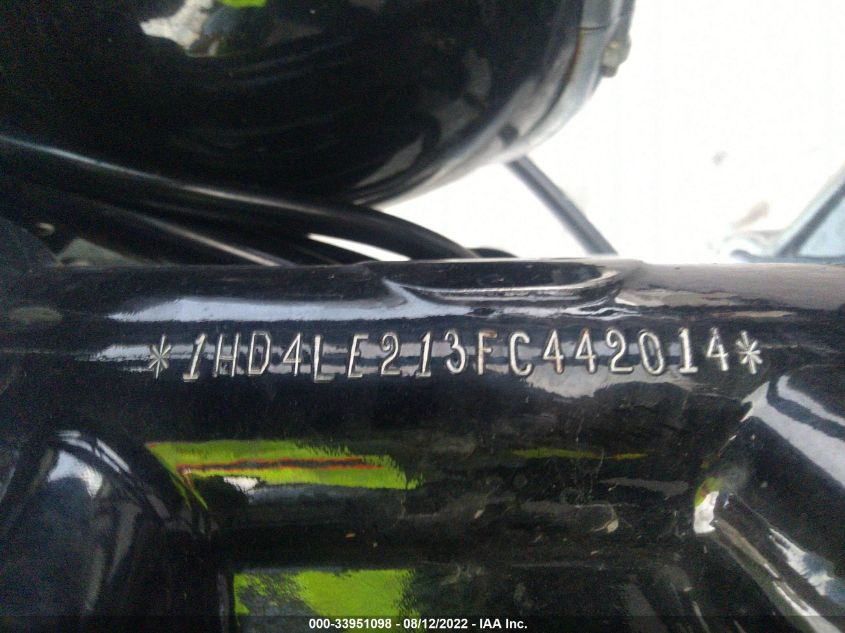 *1HD4LE213FC442014*
000-33951098 - 08/12/2022 - IAA Inc.